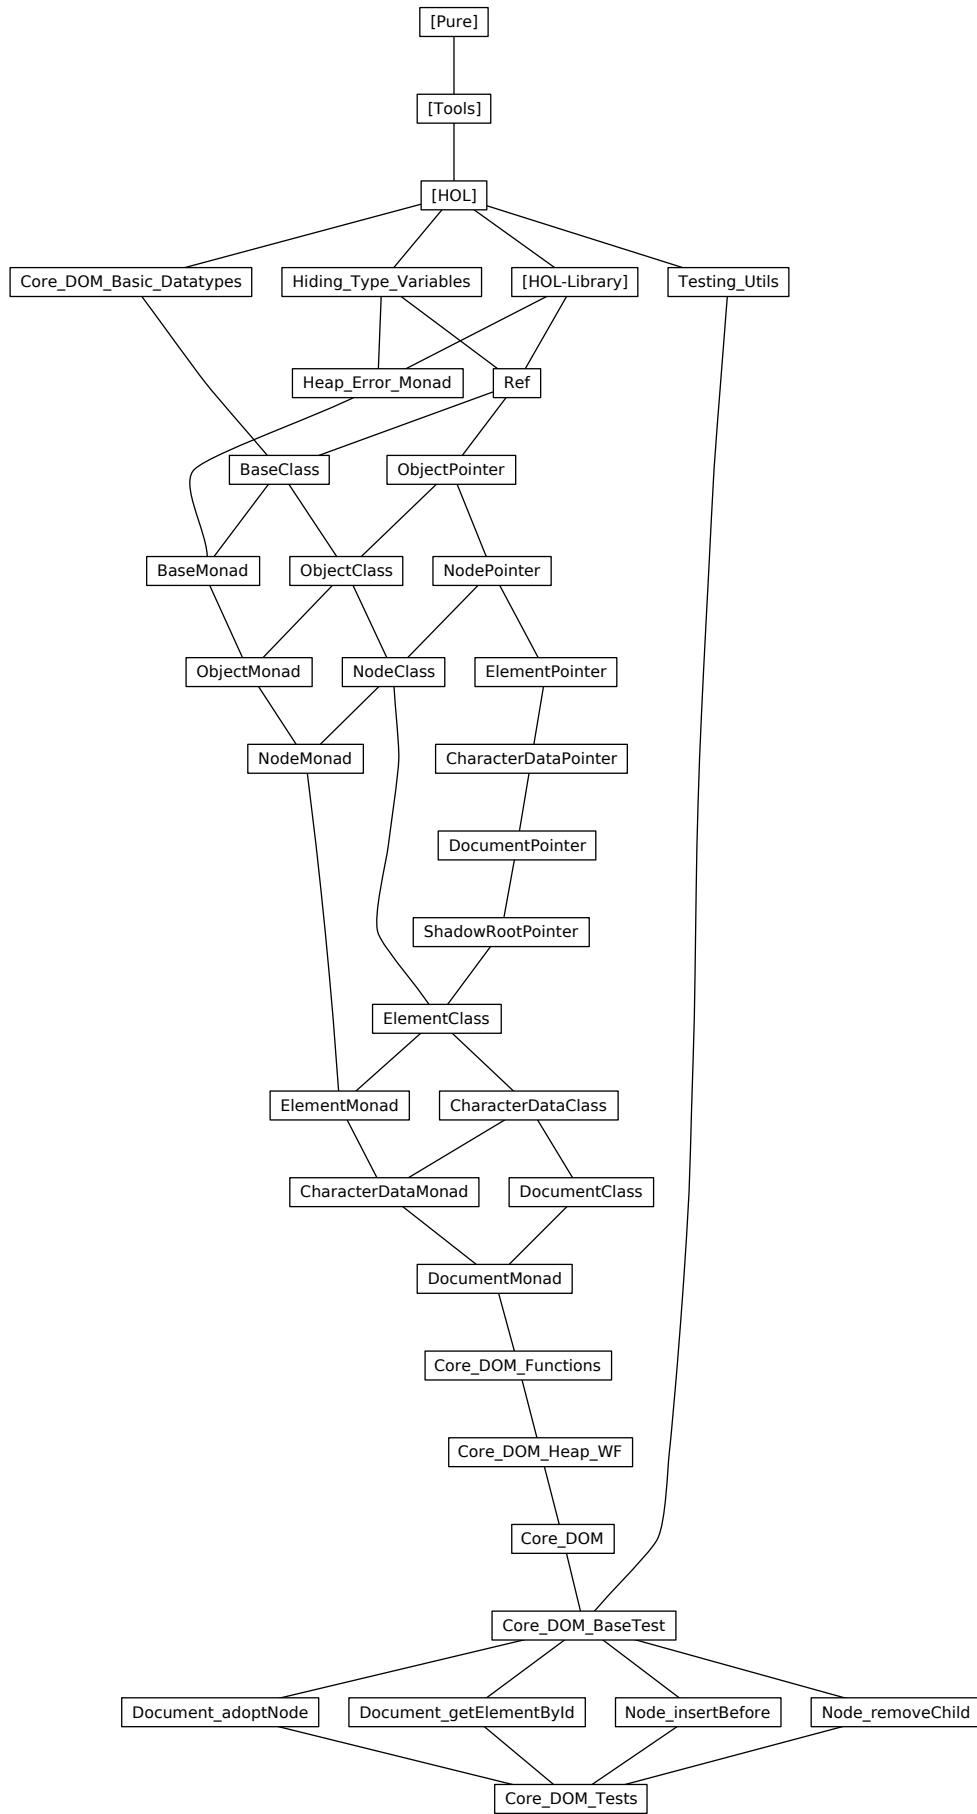 [Pure]
[Tools]
[HOL]
Core_DOM_Basic_Datatypes
Hiding_Type_Variables
[HOL-Library]
Testing_Utils
Heap_Error_Monad
Ref
BaseClass
ObjectPointer
BaseMonad
ObjectClass
NodePointer
ObjectMonad
NodeClass
ElementPointer
NodeMonad
CharacterDataPointer
DocumentPointer
ShadowRootPointer
ElementClass
ElementMonad
CharacterDataClass
CharacterDataMonad
DocumentClass
DocumentMonad
Core_DOM_Functions
Core_DOM_Heap_WF
Core_DOM
Core_DOM_BaseTest
Document_adoptNode
Document_getElementById
Node_insertBefore
Node_removeChild
Core_DOM_Tests